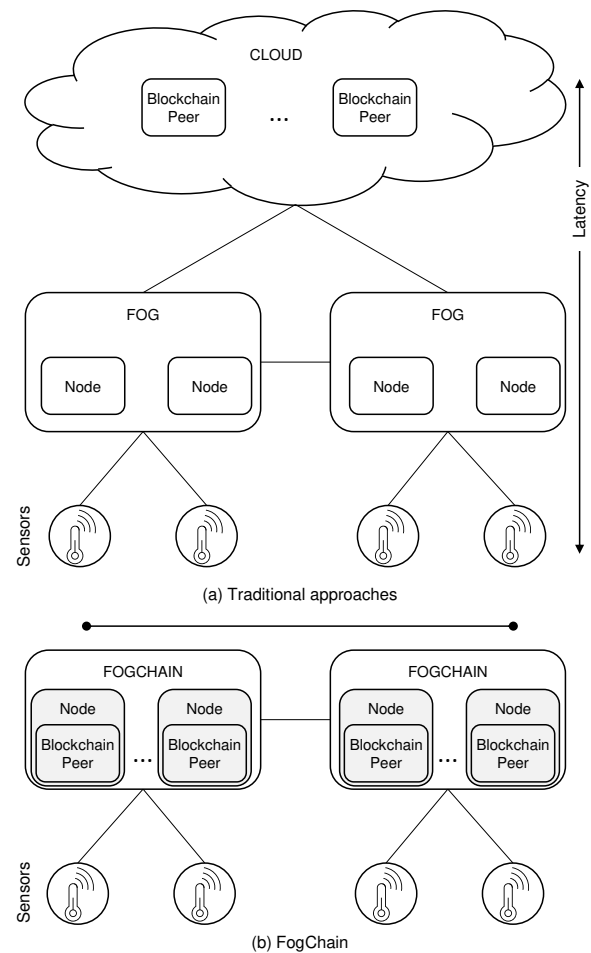 CLOUD
Blockchain
Peer
...
Blockchain
Peer
Latency
FOG
Node
Node
FOG
Node
Node
Sensors
(a) Traditional approaches
FOGCHAIN
Node
Blockchain
Peer
...
Node
Blockchain
Peer
FOGCHAIN
Node
Blockchain
Peer
...
Node
Blockchain
Peer
Sensors
(b) FogChain